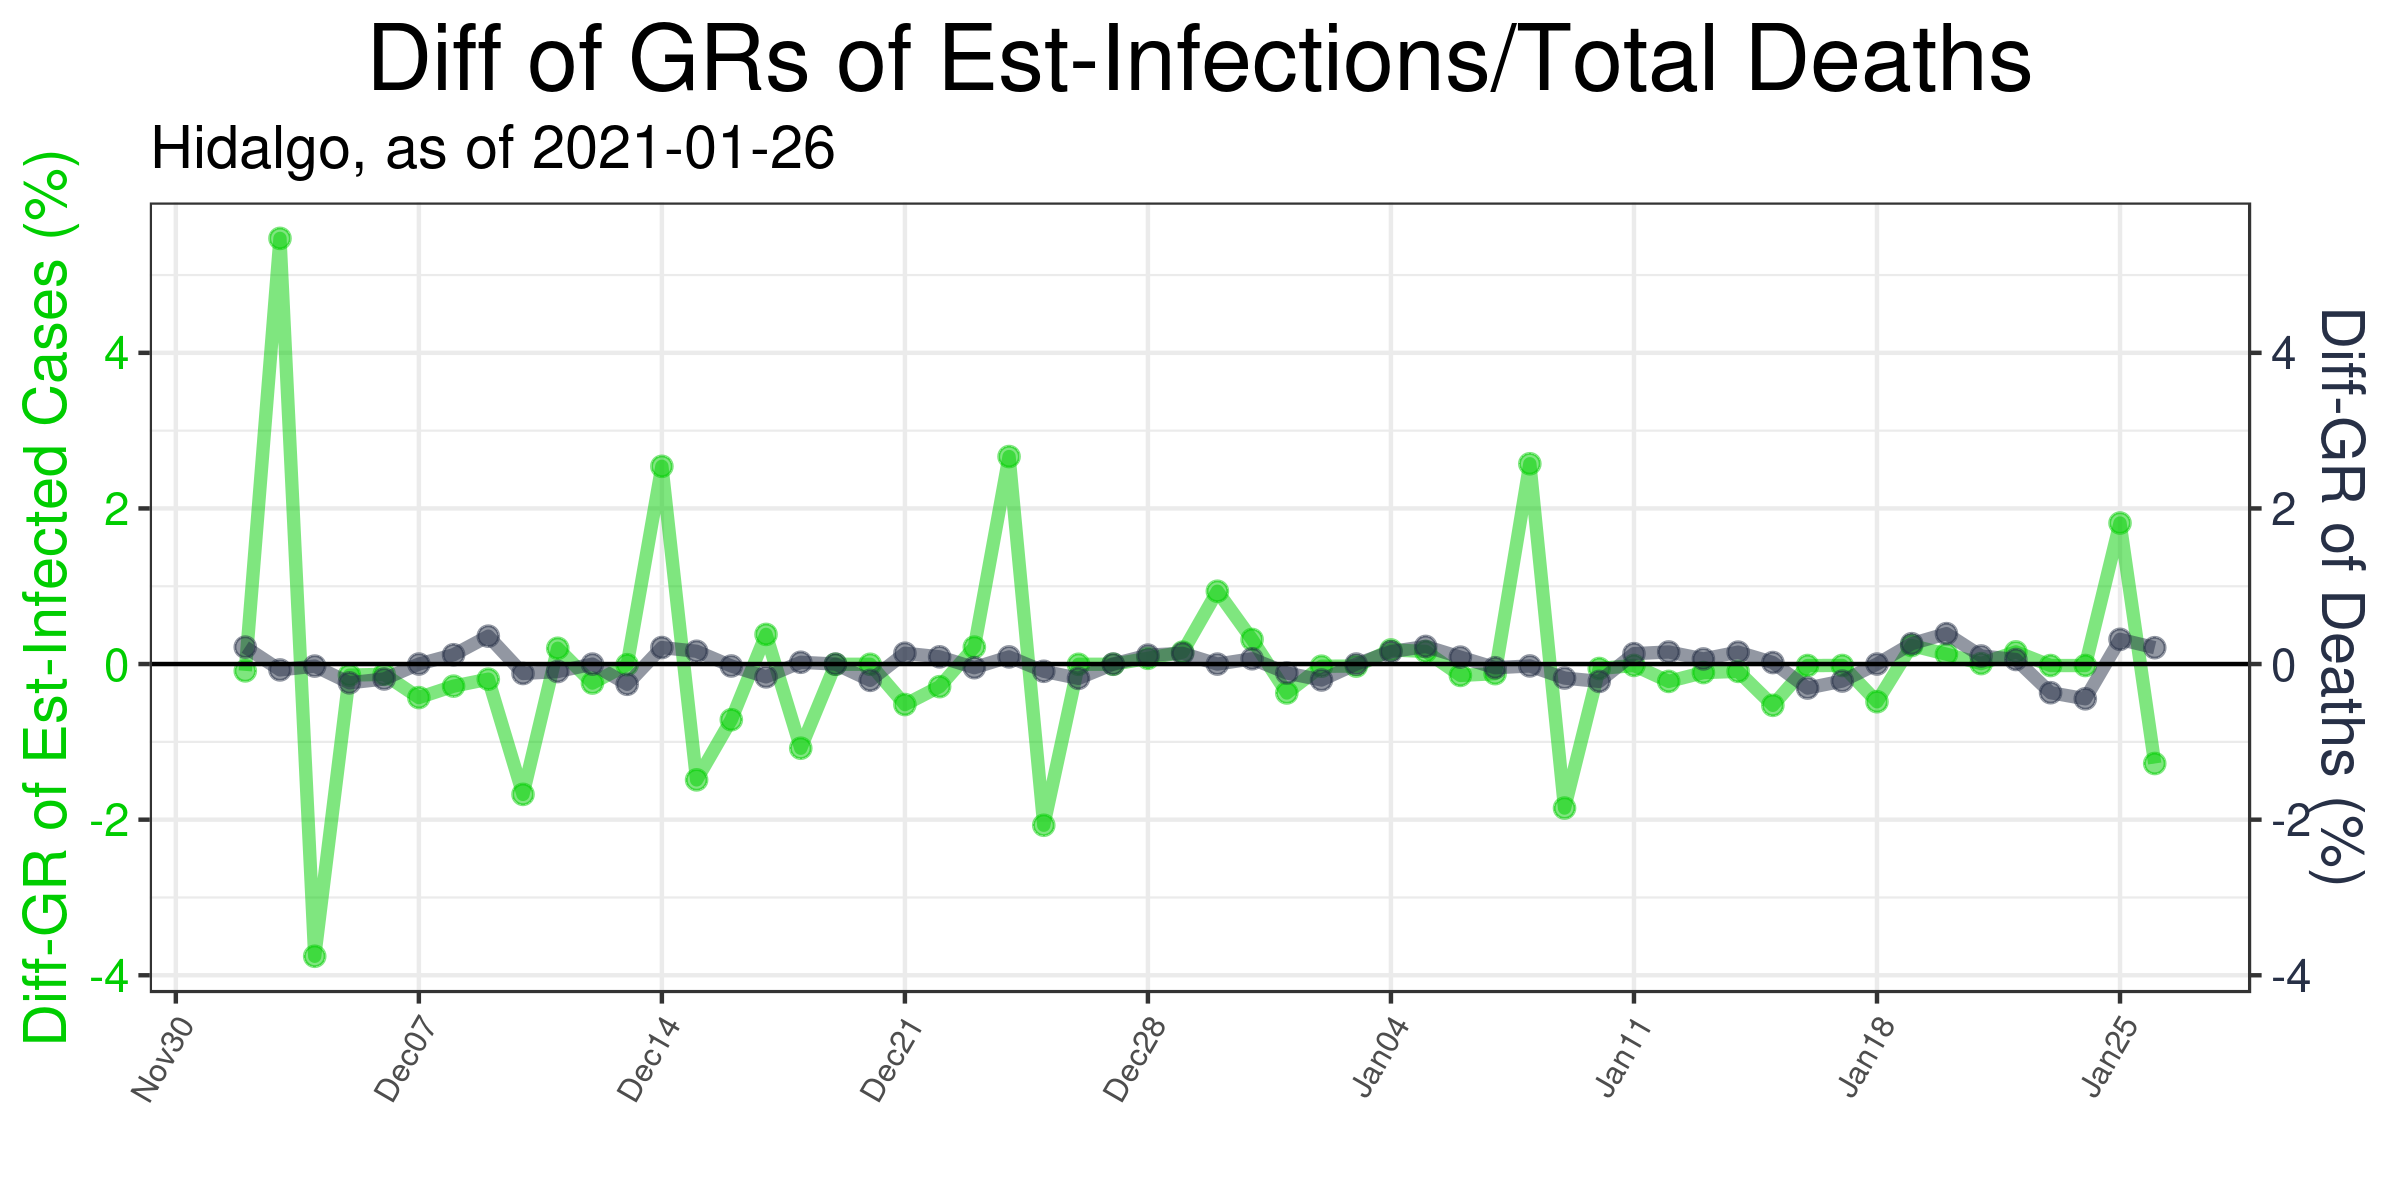 Diff of GRs of Est-Infections/Total Deaths
Hidalgo, as of 2021-01-26
Diff-GR of Est-Infected Cases (%)
4
2
0
-2
-4
4
2
0
-2
-4
Diff-GR of Deaths (%)
Nov30
Dec07
Dec14
Dec21
Dec28
Jan04
Jan11
Jan18
Jan25